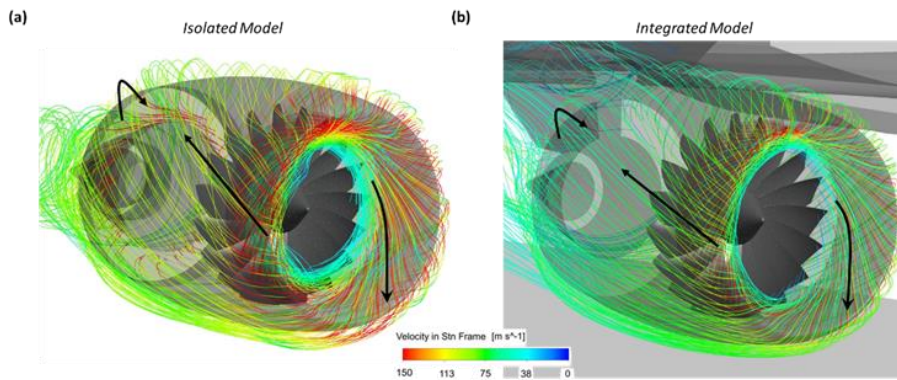 (a)
Isolated Model
(b)
Integrated Model
Velocity in Stn Frame [m s^-1]
150 113 75 38 0